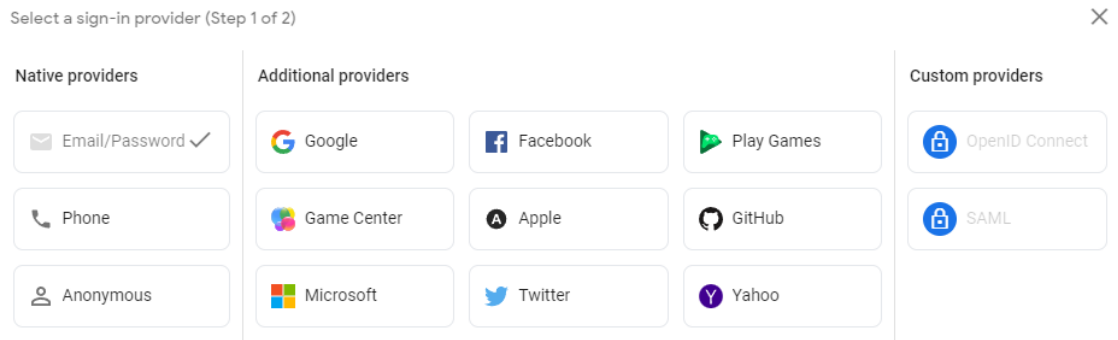 Select a sign-in provider (Step 1 of 2)
Native providers
Additional providers
Custom providers
Email/Password
Google
Facebook
Play Games
OpenID Connect
Phone
Game Center
Apple
GitHub
SAML
Anonymous
Microsoft
Twitter
Yahoo